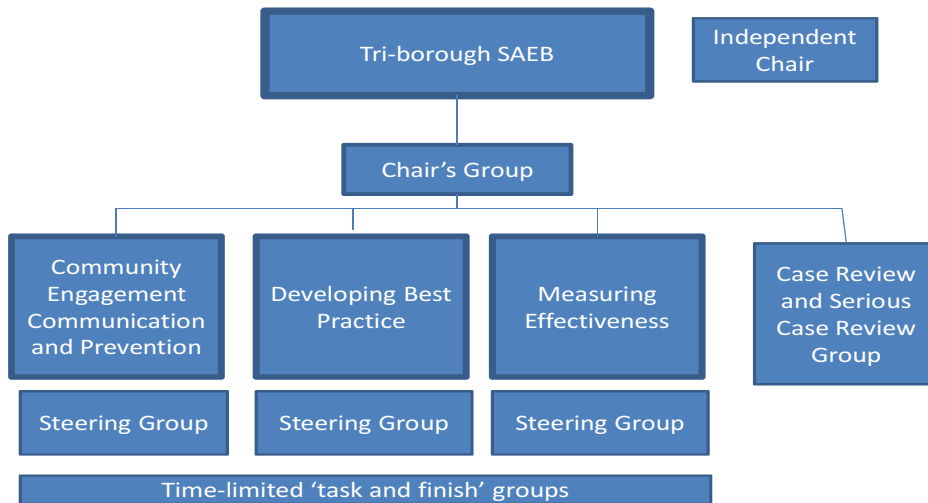 Tri-borough SAEB
Independent
Chair
Chair’s Group
Community
Engagement
Communication
and Prevention
Developing Best
Practice
Measuring
Effectiveness
Case Review
and Serious
Case Review
Group
Steering Group
Steering Group
Steering Group
Time-limited ‘task and finish’ groups